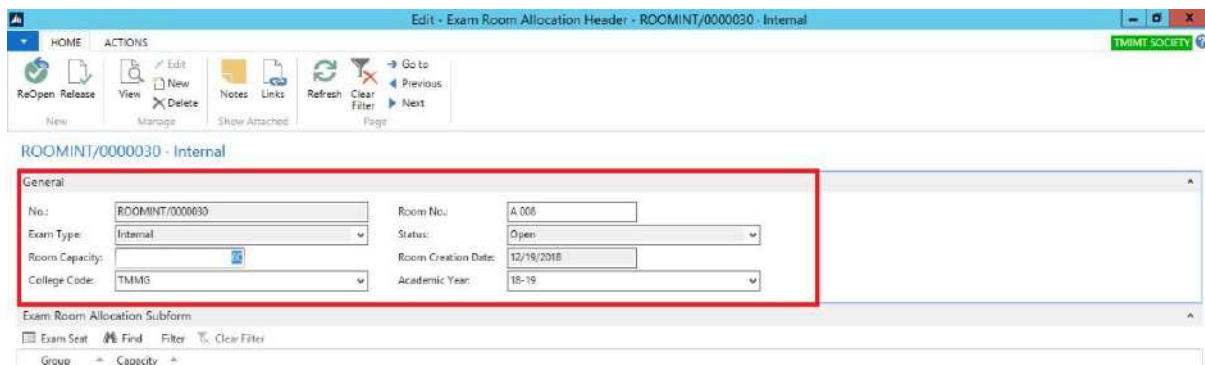 Edit - Exam Room Allocation Header - ROOMINT/0000030 - Internal
HOME ACTIONS
TMIMT SOCIETY
ReOpen Release View Edit New Delete Notes Links Refresh Clear Filter Go to Previous Next
New Manage Show Attached Page
ROOMINT/0000030 - Internal
General
No.: ROOMINT/0000030 Room No.: A 008
Exam Type: Internal Status: Open
Room Capacity: Room Creation Date: 12/19/2018
College Code: TMMG Academic Year: 18-19
Exam Room Allocation Subform
Exam Seat Find Filter Clear Filter
Group Capacity